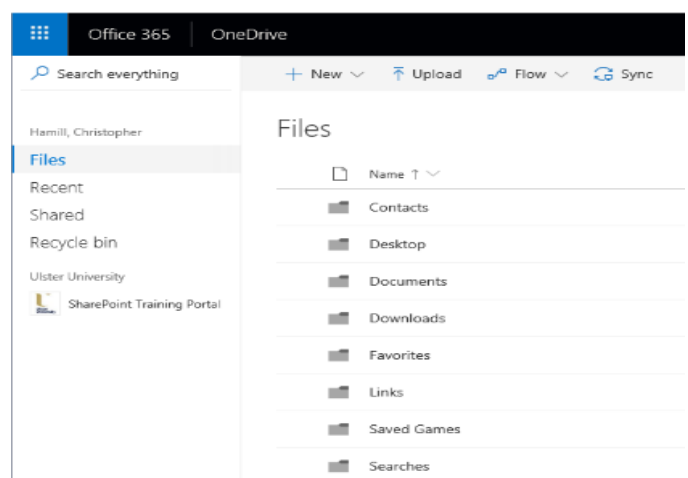 Office 365 OneDrive
Search everything
New Upload Flow Sync
Hamill, Christopher
Files
Recent
Shared
Recycle bin
Ulster University
SharePoint Training Portal
Files
Name ↑
Contacts
Desktop
Documents
Downloads
Favorites
Links
Saved Games
Searches